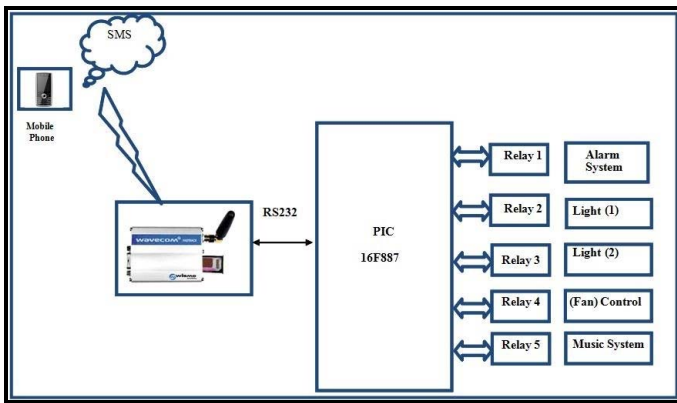 SMS
Mobile
Phone
wavecom
wismo
RS232
PIC
16F887
Relay 1
Alarm
System
Relay 2
Light (1)
Relay 3
Light (2)
Relay 4
(Fan) Control
Relay 5
Music System